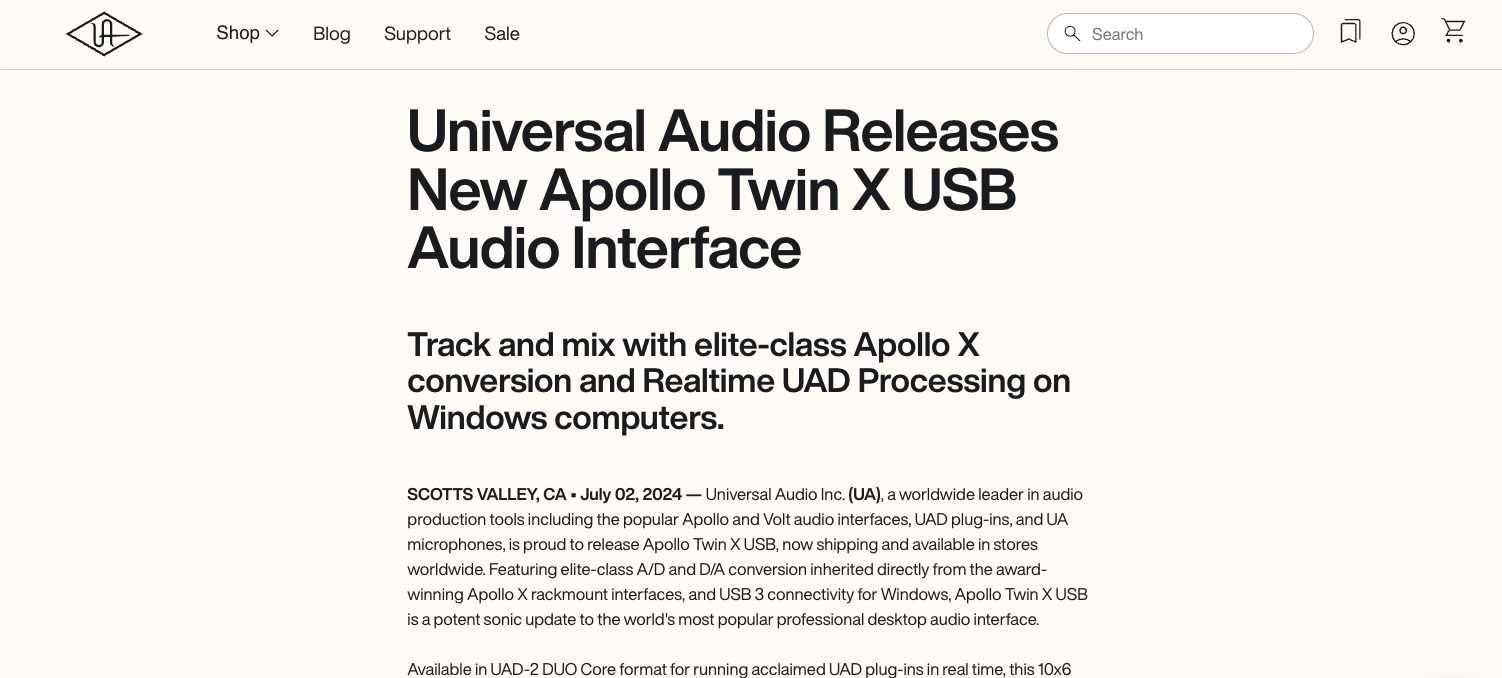 UA
Shop
Blog
Support
Sale
Search
Universal Audio Releases
New Apollo Twin X USB
Audio Interface
Track and mix with elite-class Apollo X
conversion and Realtime UAD Processing on
Windows computers.
SCOTTS VALLEY, CA ▪ July 02, 2024 — Universal Audio Inc. (UA), a worldwide leader in audio
production tools including the popular Apollo and Volt audio interfaces, UAD plug-ins, and UA
microphones, is proud to release Apollo Twin X USB, now shipping and available in stores
worldwide. Featuring elite-class A/D and D/A conversion inherited directly from the award-
winning Apollo X rackmount interfaces, and USB 3 connectivity for Windows, Apollo Twin X USB
is a potent sonic update to the world's most popular professional desktop audio interface.
Available in UAD-2 DUO Core format for running acclaimed UAD plug-ins in real time, this 10x6